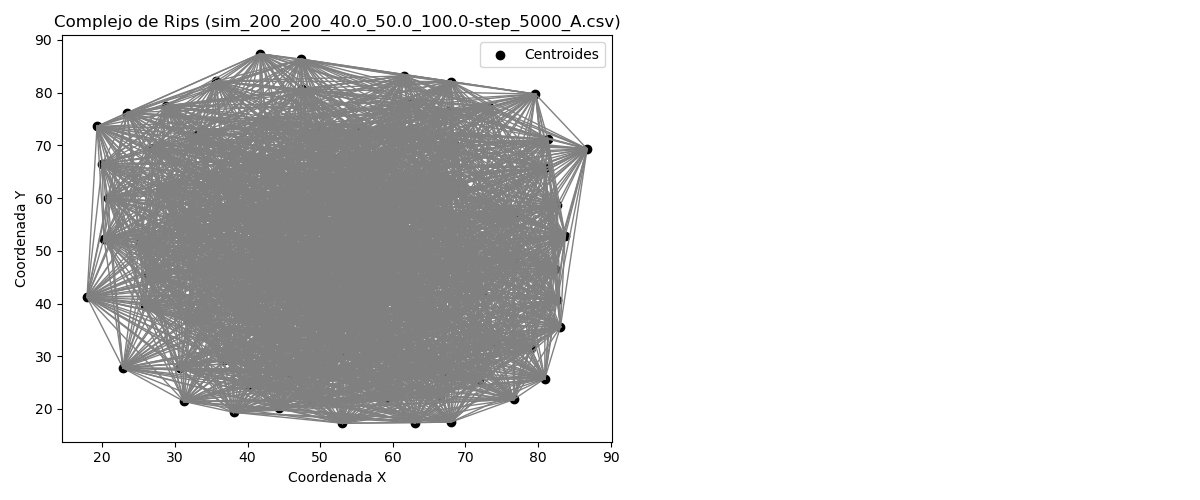 Complejo de Rips (sim_200_200_40.0_50.0_100.0-step_5000_A.csv)
Centroides
90
80
70
60
50
40
30
20
Coordenada Y
20 30 40 50 60 70 80 90
Coordenada X